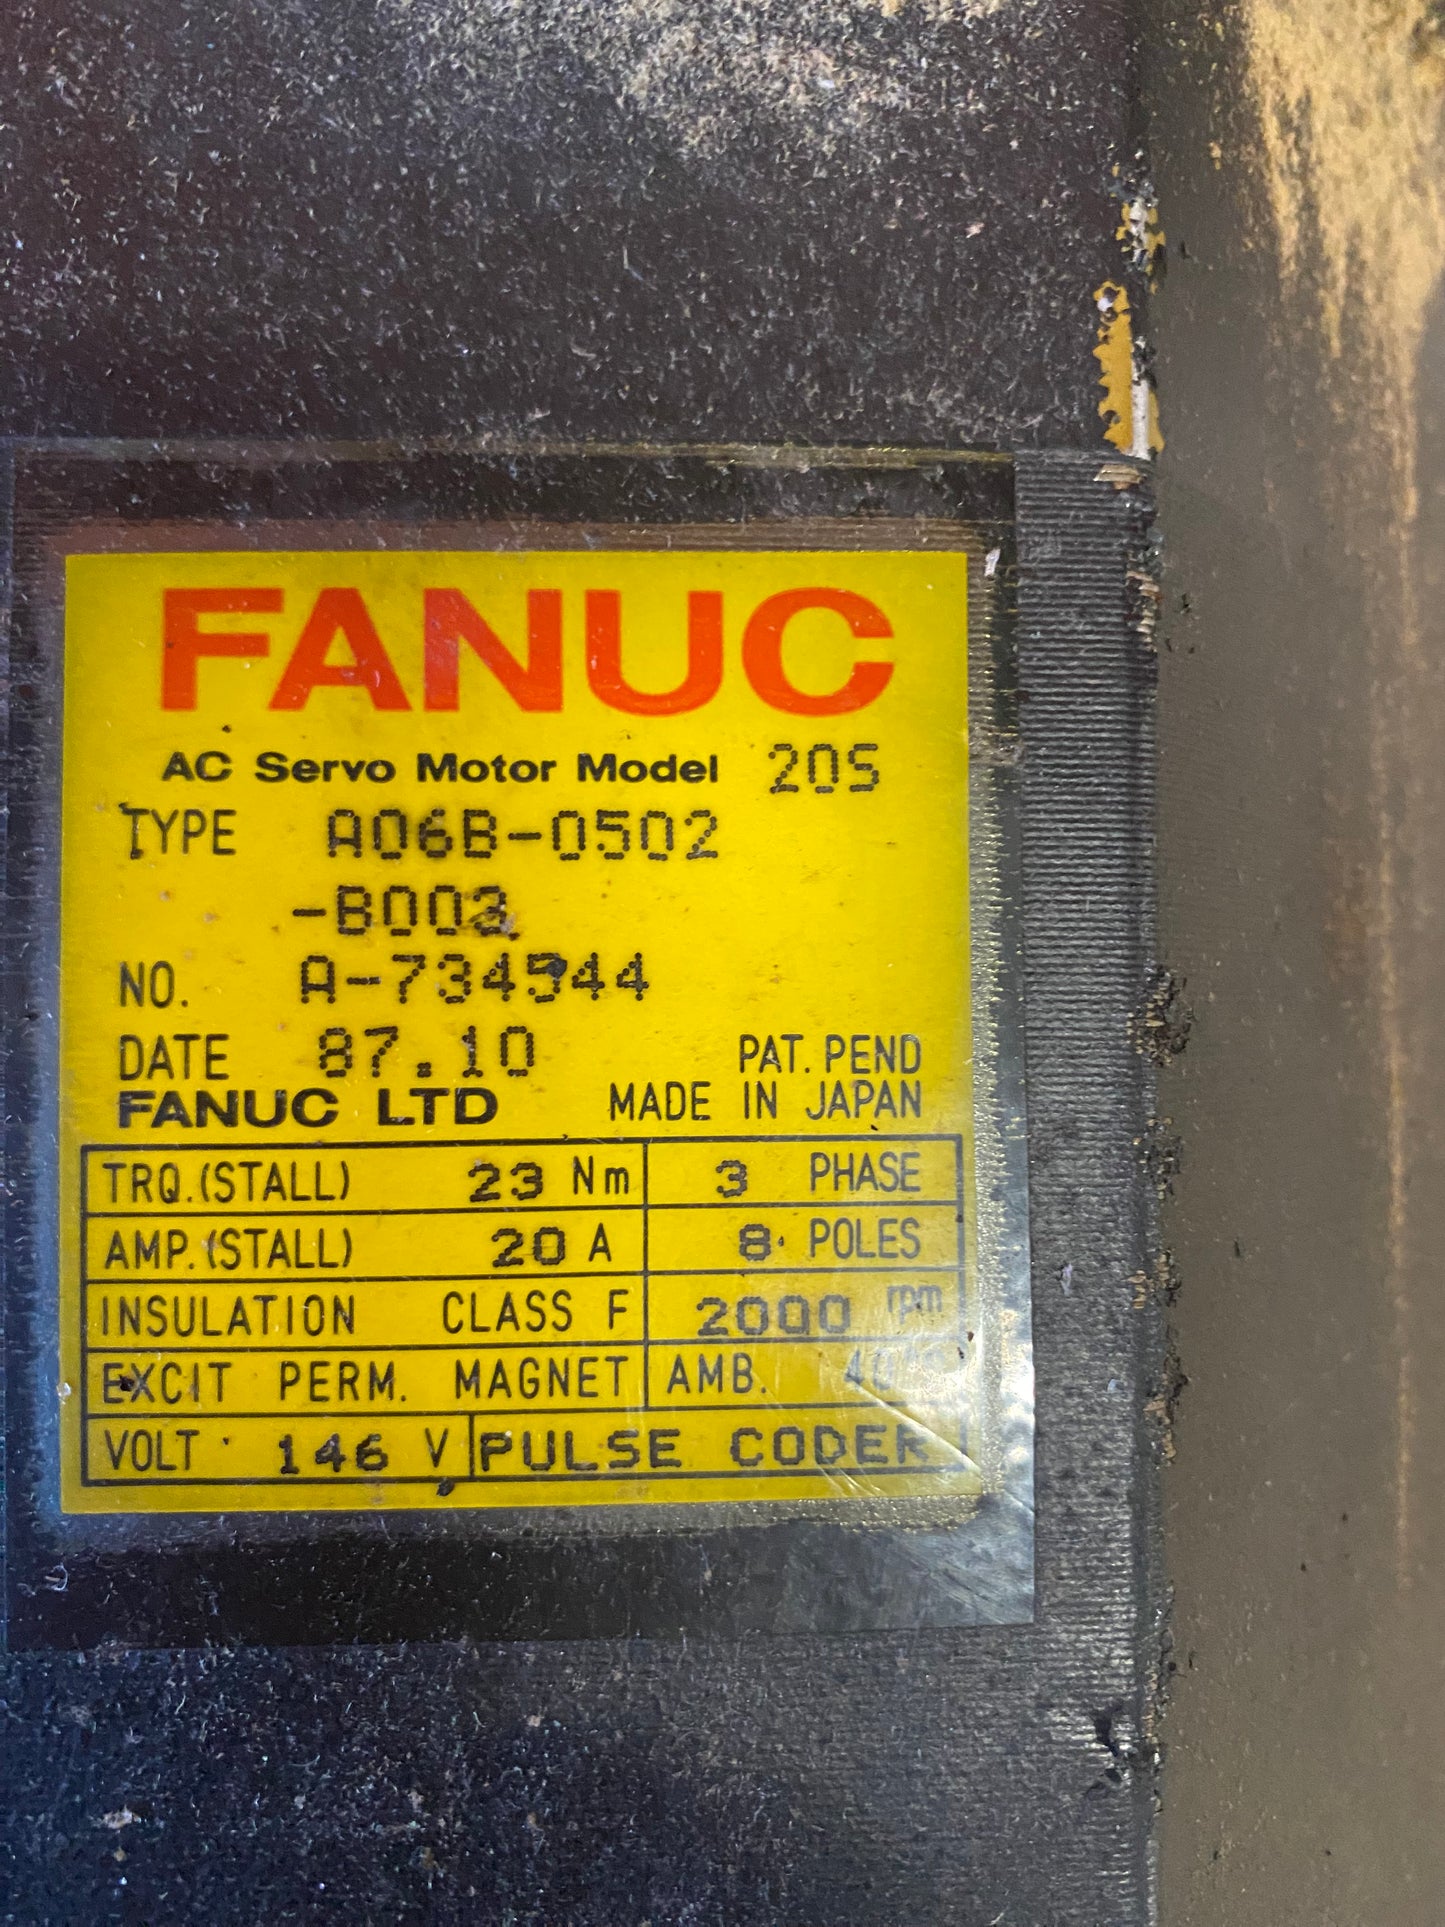 FANUC
AC Servo Motor Model 20S
TYPE A06B-0502
-B003
NO. A-734544
DATE 87.10 PAT. PEND
FANUC LTD MADE IN JAPAN
TRQ.(STALL) 23 Nm 3 PHASE
AMP.(STALL) 20 A 8 POLES
INSULATION CLASS F 2000 rpm
EXCIT PERM. MAGNET AMB. 40°C
VOLT 146 V PULSE CODER